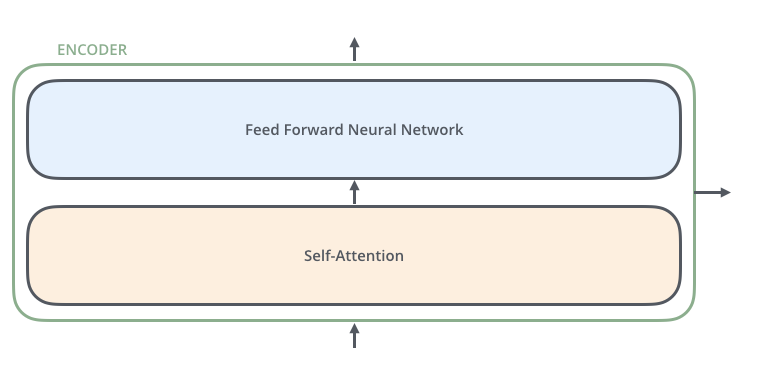 ENCODER
Feed Forward Neural Network
Self-Attention